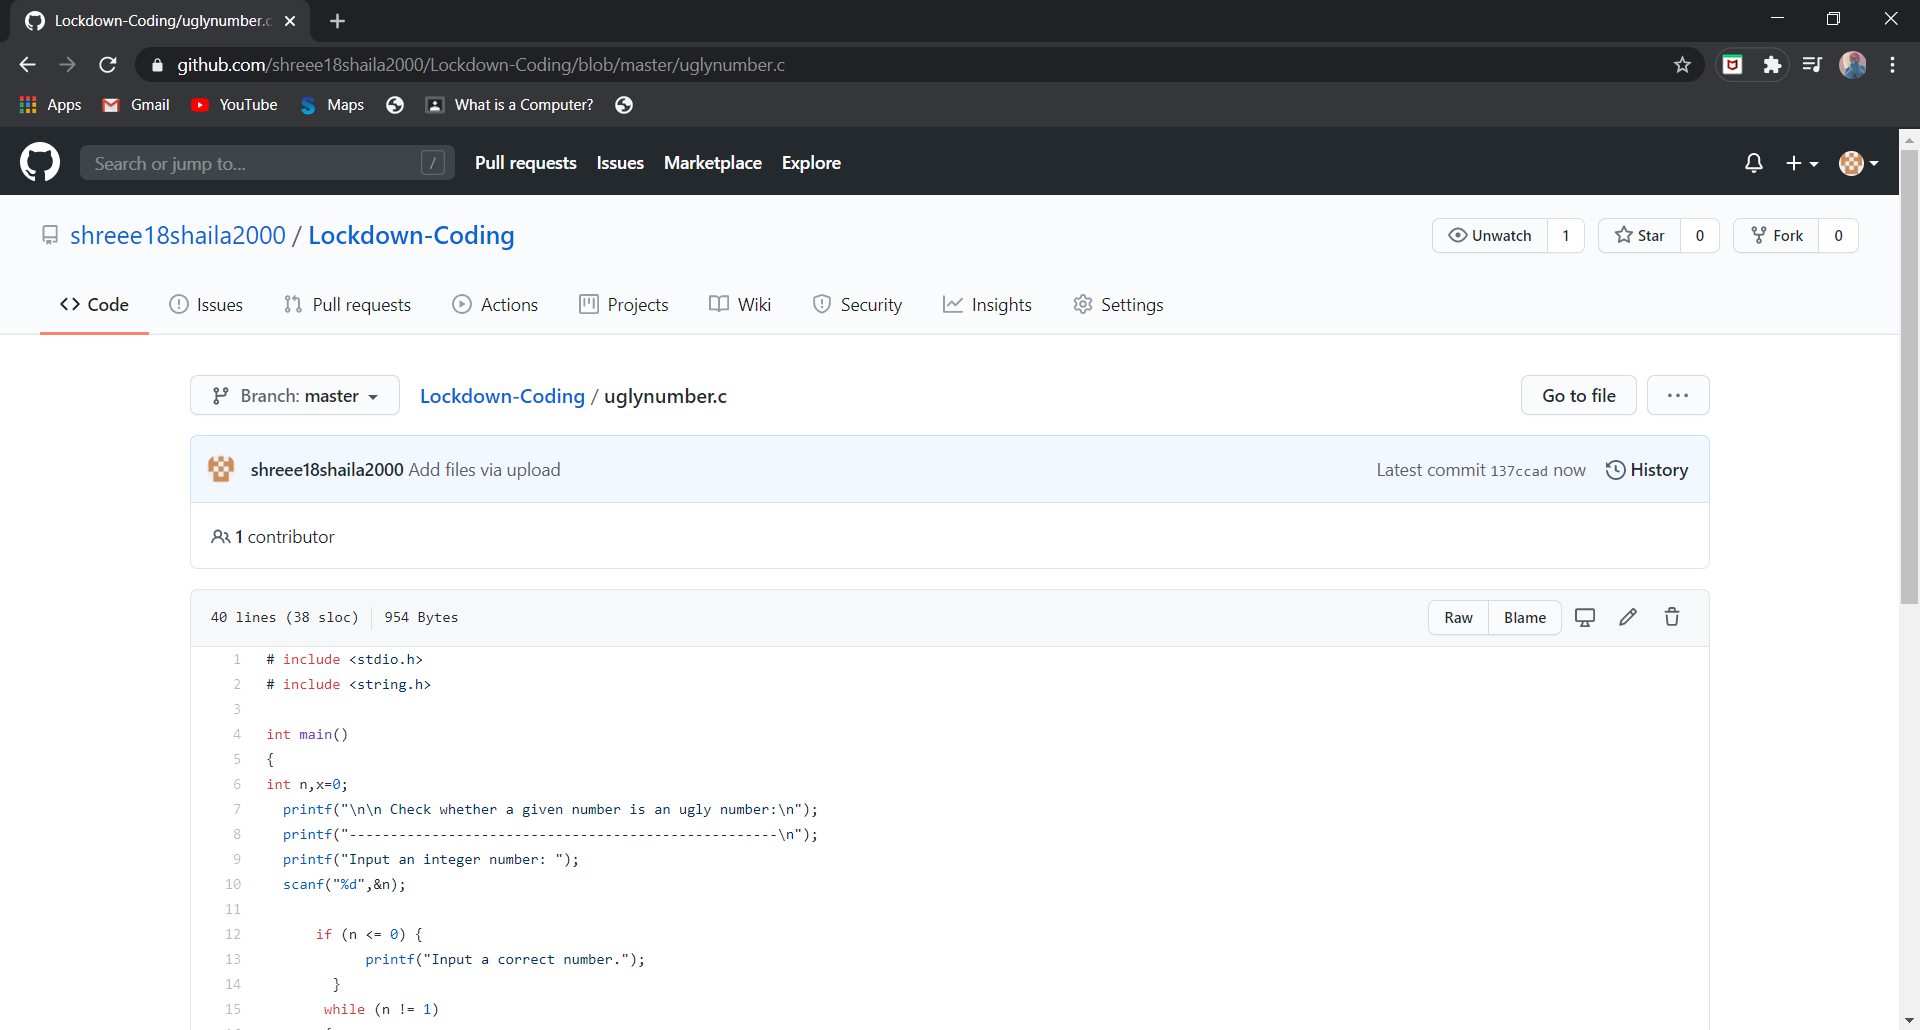 Lockdown-Coding/uglynumber.c
github.com/shreee18shaila2000/Lockdown-Coding/blob/master/uglynumber.c
Apps Gmail YouTube Maps What is a Computer?
Search or jump to... / Pull requests Issues Marketplace Explore
shreee18shaila2000 / Lockdown-Coding Unwatch 1 Star 0 Fork 0
Code Issues Pull requests Actions Projects Wiki Security Insights Settings
Branch: master Lockdown-Coding / uglynumber.c Go to file ...
shreee18shaila2000 Add files via upload Latest commit 137ccad now History
1 contributor
40 lines (38 sloc) 954 Bytes Raw Blame
1 # include <stdio.h>
2 # include <string.h>
3
4 int main()
5 {
6 int n,x=0;
7 printf("\n\n Check whether a given number is an ugly number:\n");
8 printf("----------------------------------------------------\n");
9 printf("Input an integer number: ");
10 scanf("%d",&n);
11
12 if (n <= 0) {
13 printf("Input a correct number.");
14 }
15 while (n != 1)